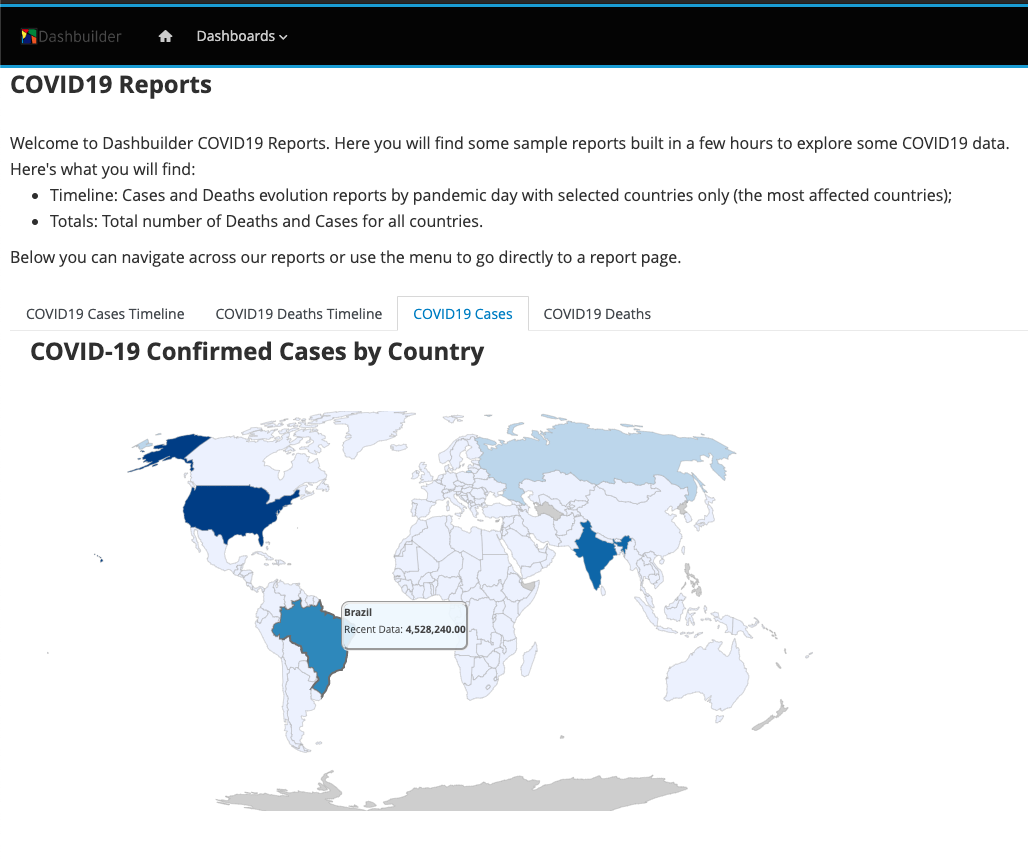 Dashbuilder
Dashboards
COVID19 Reports
Welcome to Dashbuilder COVID19 Reports. Here you will find some sample reports built in a few hours to explore some COVID19 data.
Here's what you will find:
Timeline: Cases and Deaths evolution reports by pandemic day with selected countries only (the most affected countries);
Totals: Total number of Deaths and Cases for all countries.
Below you can navigate across our reports or use the menu to go directly to a report page.
COVID19 Cases Timeline COVID19 Deaths Timeline COVID19 Cases COVID19 Deaths
COVID-19 Confirmed Cases by Country
Brazil
Recent Data: 4,528,240.00